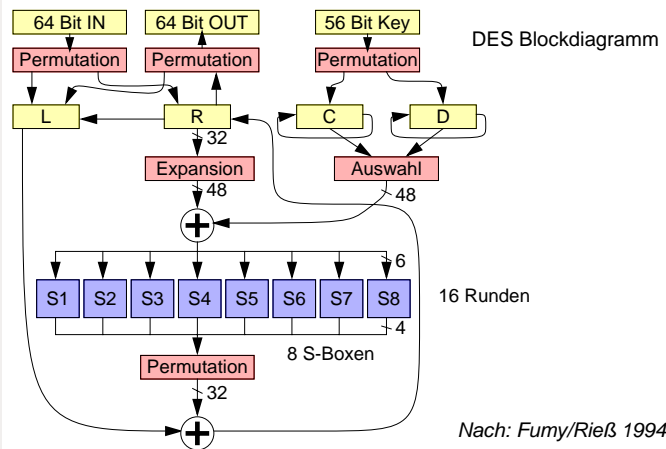 64 Bit IN
64 Bit OUT
56 Bit Key
DES Blockdiagramm
Permutation
Permutation
Permutation
L
R
C
D
32
Expansion
Auswahl
48
48
6
S1
S2
S3
S4
S5
S6
S7
S8
16 Runden
4
8 S-Boxen
Permutation
32
Nach: Fumy/Rieß 1994